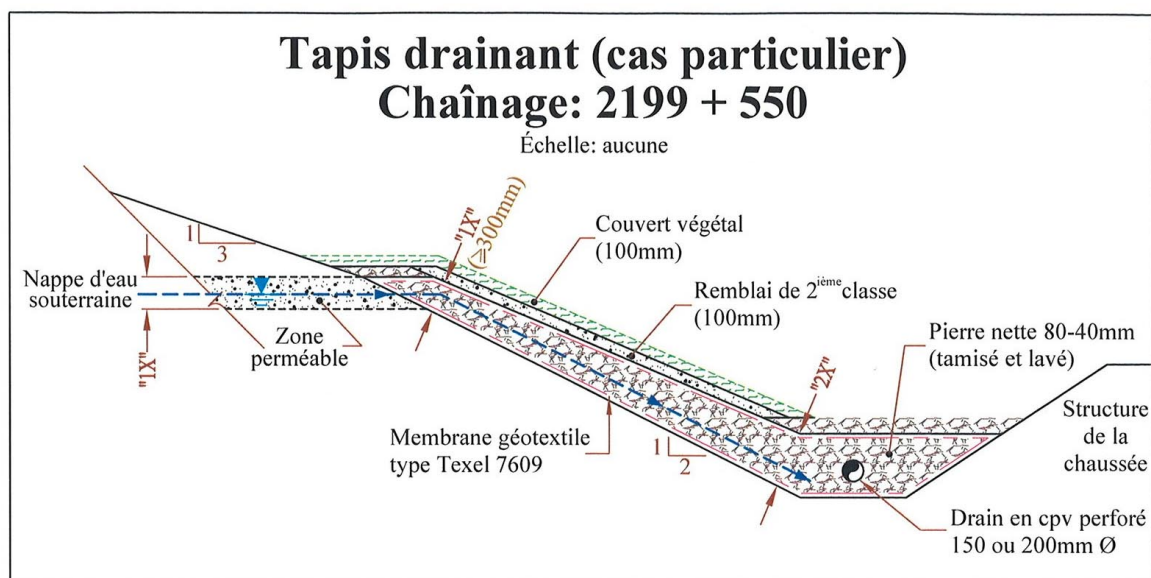 Tapis drainant (cas particulier)
Chaînage: 2199 + 550
Échelle: aucune
"1X"
(≥300mm)
Couvert végétal
(100mm)
1
3
Nappe d'eau
souterraine
Remblai de 2ième classe
(100mm)
Zone
perméable
"1X"
Pierre nette 80-40mm
(tamisé et lavé)
"2X"
Structure
de la
chaussée
Membrane géotextile
type Texel 7609
1
2
Drain en cpv perforé
150 ou 200mm Ø